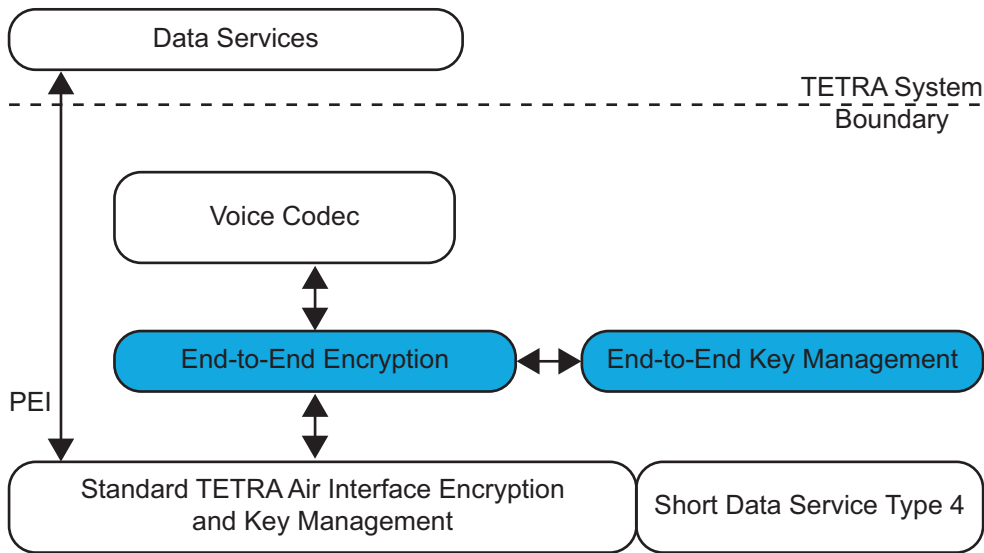 Data Services
TETRA System
Boundary
Voice Codec
End-to-End Encryption
End-to-End Key Management
PEI
Standard TETRA Air Interface Encryption
and Key Management
Short Data Service Type 4